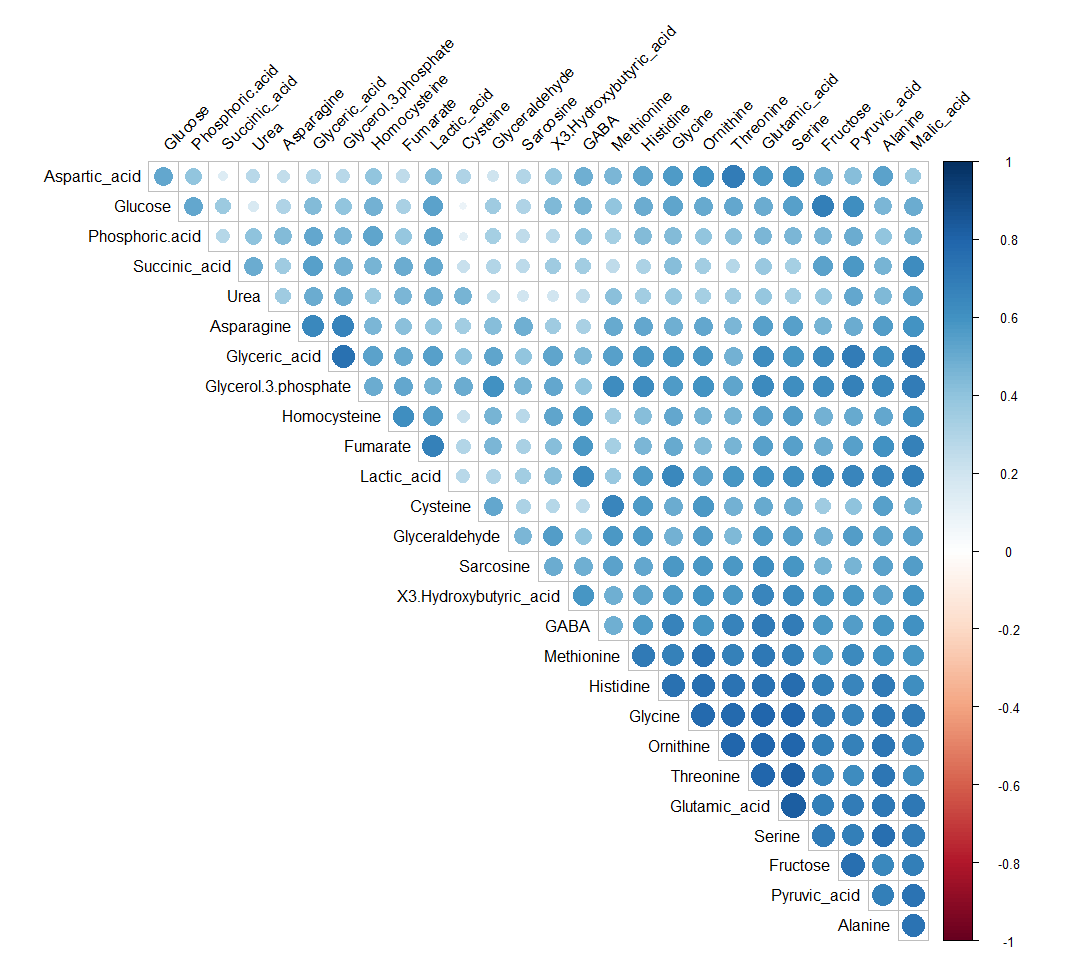 Glucose
Phosphoric.acid
Succinic_acid
Urea
Asparagine
Glyceric_acid
Glycerol.3.phosphate
Homocysteine
Fumarate
Lactic_acid
Cysteine
Glyceraldehyde
Sarcosine
X3.Hydroxybutyric_acid
GABA
Methionine
Histidine
Glycine
Ornithine
Threonine
Glutamic_acid
Serine
Fructose
Pyruvic_acid
Alanine
Malic_acid
Aspartic_acid
Glucose
Phosphoric.acid
Succinic_acid
Urea
Asparagine
Glyceric_acid
Glycerol.3.phosphate
Homocysteine
Fumarate
Lactic_acid
Cysteine
Glyceraldehyde
Sarcosine
X3.Hydroxybutyric_acid
GABA
Methionine
Histidine
Glycine
Ornithine
Threonine
Glutamic_acid
Serine
Fructose
Pyruvic_acid
Alanine
1
0.8
0.6
0.4
0.2
0
-0.2
-0.4
-0.6
-0.8
-1